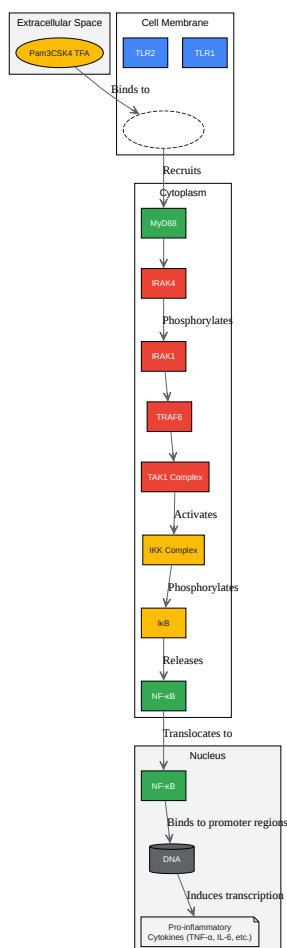 Extracellular Space
Cell Membrane
Pam3CSK4 TFA
TLR2
TLR1
Binds to
Recruits
Cytoplasm
MyD88
IRAK4
Phosphorylates
IRAK1
TRAF6
TAK1 Complex
Activates
IKK Complex
Phosphorylates
IκB
Releases
NF-κB
Translocates to
Nucleus
NF-κB
Binds to promoter regions
DNA
Induces transcription
Pro-inflammatory
Cytokines (TNF-α, IL-6, etc.)